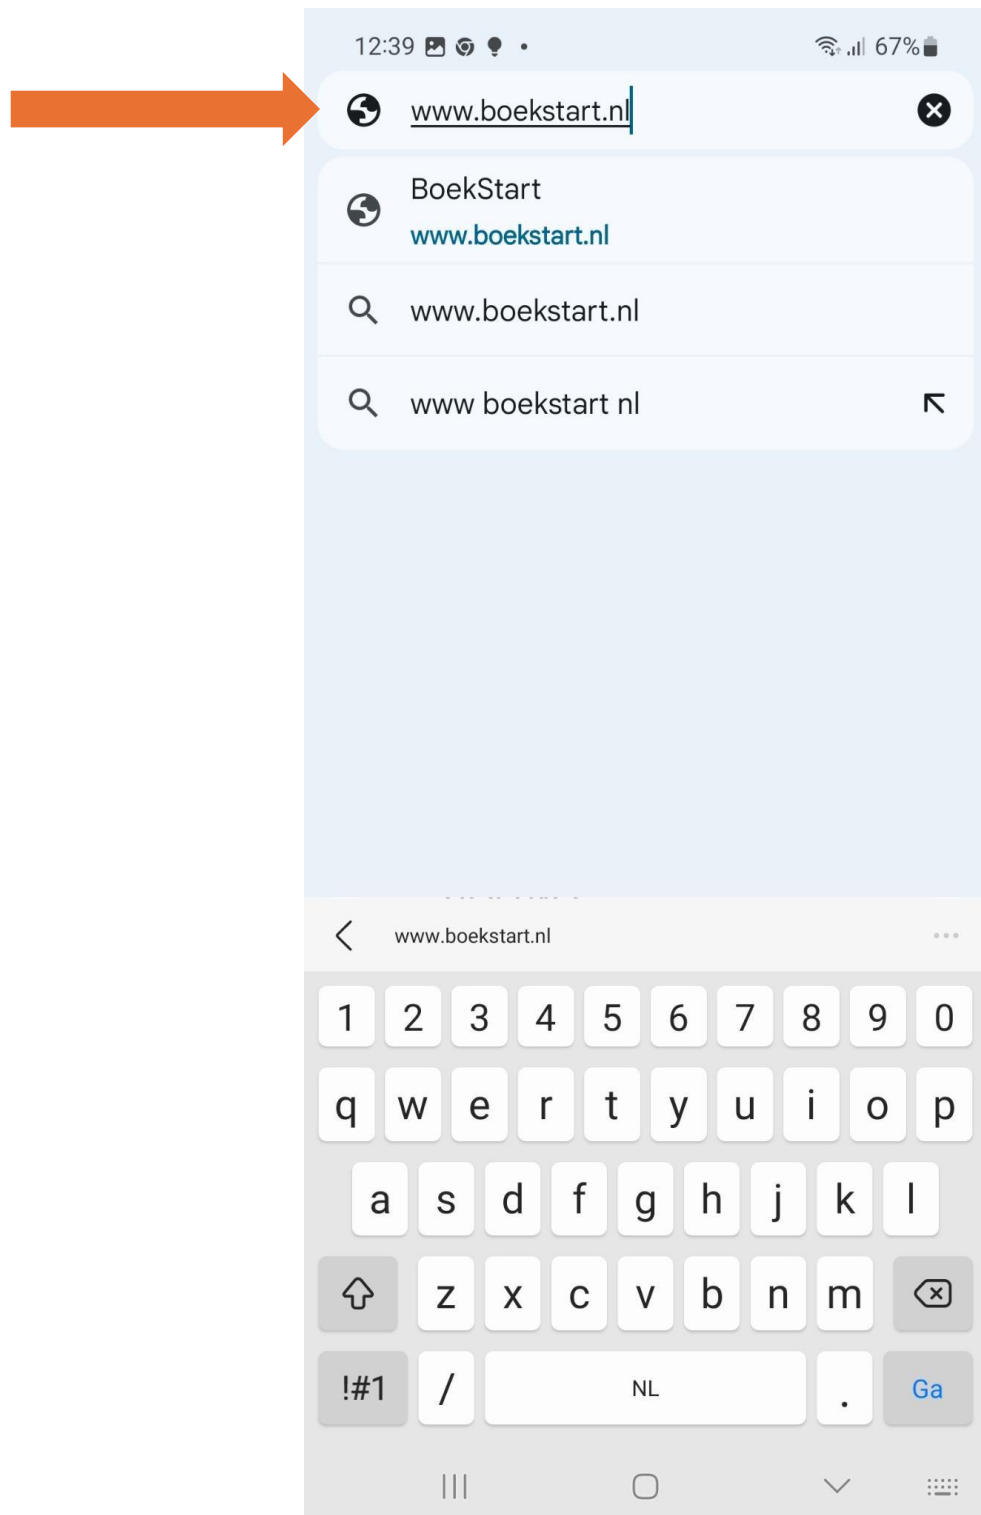 12:39 67%
www.boekstart.nl
BoekStart
www.boekstart.nl
www.boekstart.nl
www boekstart nl
www.boekstart.nl
1 2 3 4 5 6 7 8 9 0
q w e r t y u i o p
a s d f g h j k l
z x c v b n m
!#1 / NL . Ga